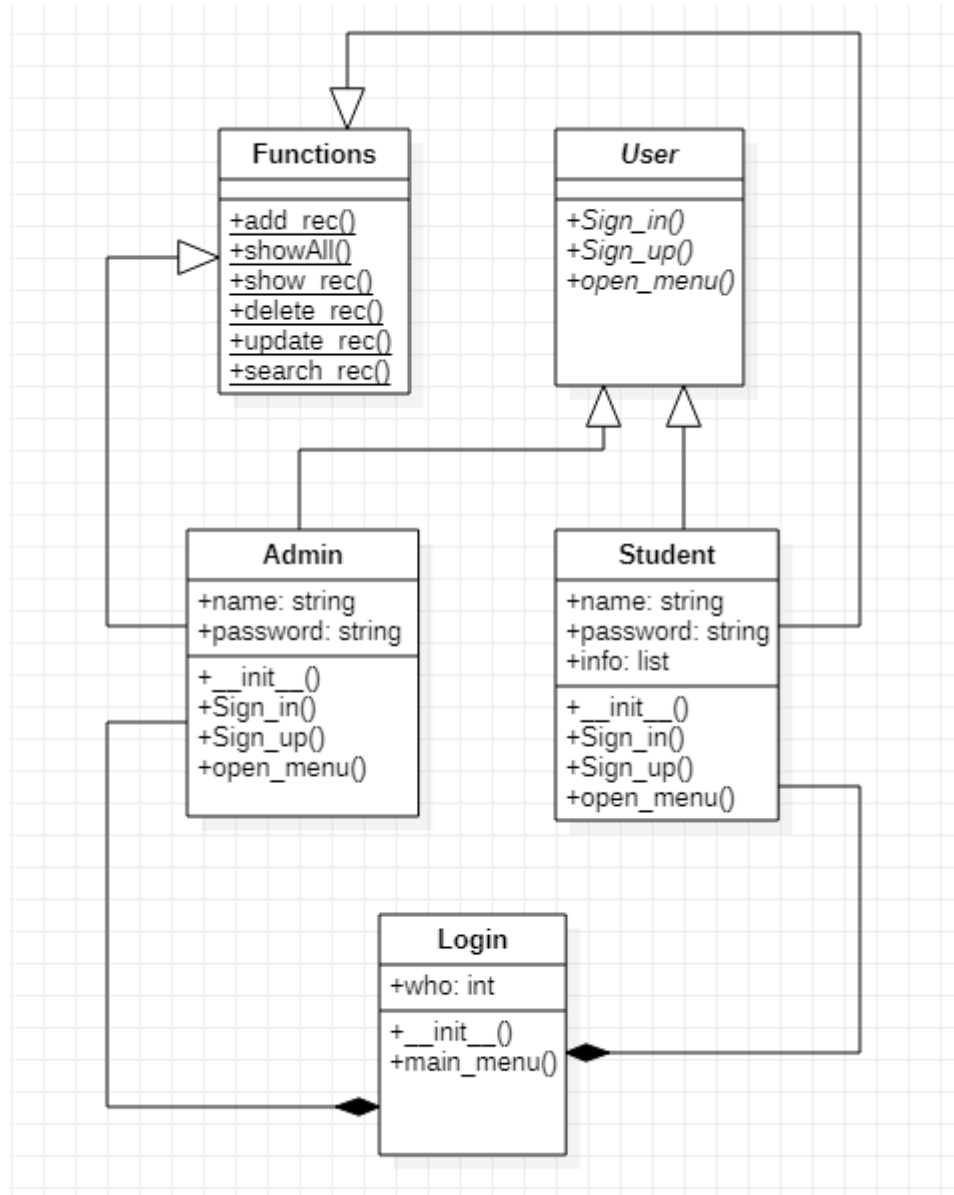 Functions
+add_rec()
+showAll()
+show_rec()
+delete_rec()
+update_rec()
+search_rec()
User
+Sign_in()
+Sign_up()
+open_menu()
Admin
+name: string
+password: string
+__init__()
+Sign_in()
+Sign_up()
+open_menu()
Student
+name: string
+password: string
+info: list
+__init__()
+Sign_in()
+Sign_up()
+open_menu()
Login
+who: int
+__init__()
+main_menu()